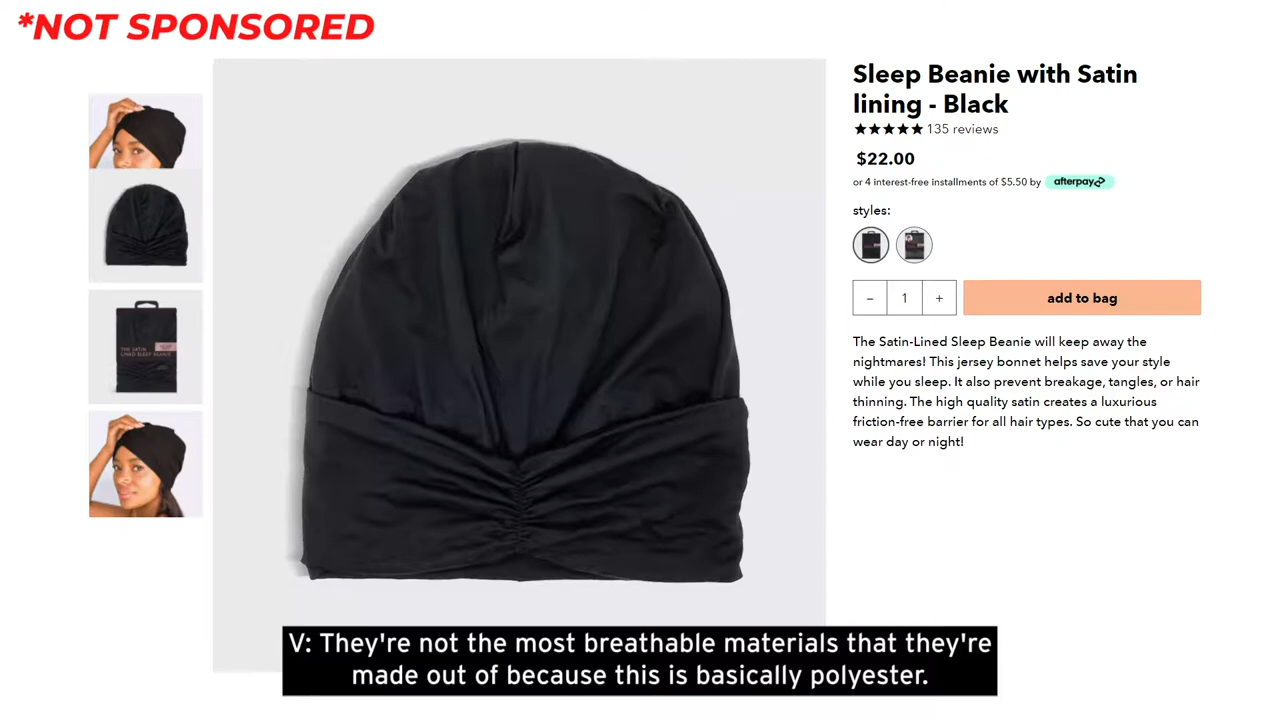 *NOT SPONSORED
Sleep Beanie with Satin
lining - Black
★★★★★ 135 reviews
$22.00
or 4 interest-free installments of $5.50 by afterpay
styles:
− 1 + add to bag
The Satin-Lined Sleep Beanie will keep away the
nightmares! This jersey bonnet helps save your style
while you sleep. It also prevent breakage, tangles, or hair
thinning. The high quality satin creates a luxurious
friction-free barrier for all hair types. So cute that you can
wear day or night!
THE SATIN
LINED SLEEP BEANIE
V: They're not the most breathable materials that they're
made out of because this is basically polyester.